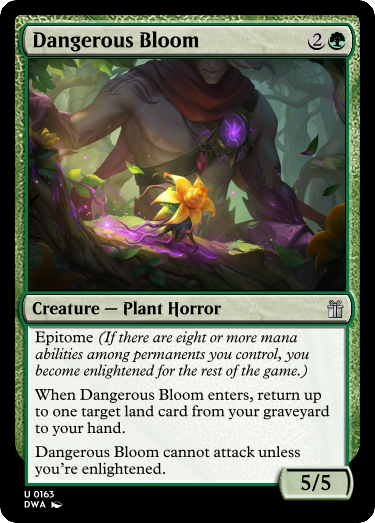 Dangerous Bloom 2
Creature — Plant Horror
Epitome (If there are eight or more mana
abilities among permanents you control, you
become enlightened for the rest of the game.)
When Dangerous Bloom enters, return up
to one target land card from your graveyard
to your hand.
Dangerous Bloom cannot attack unless
you're enlightened.
5/5
U 0163
DWA